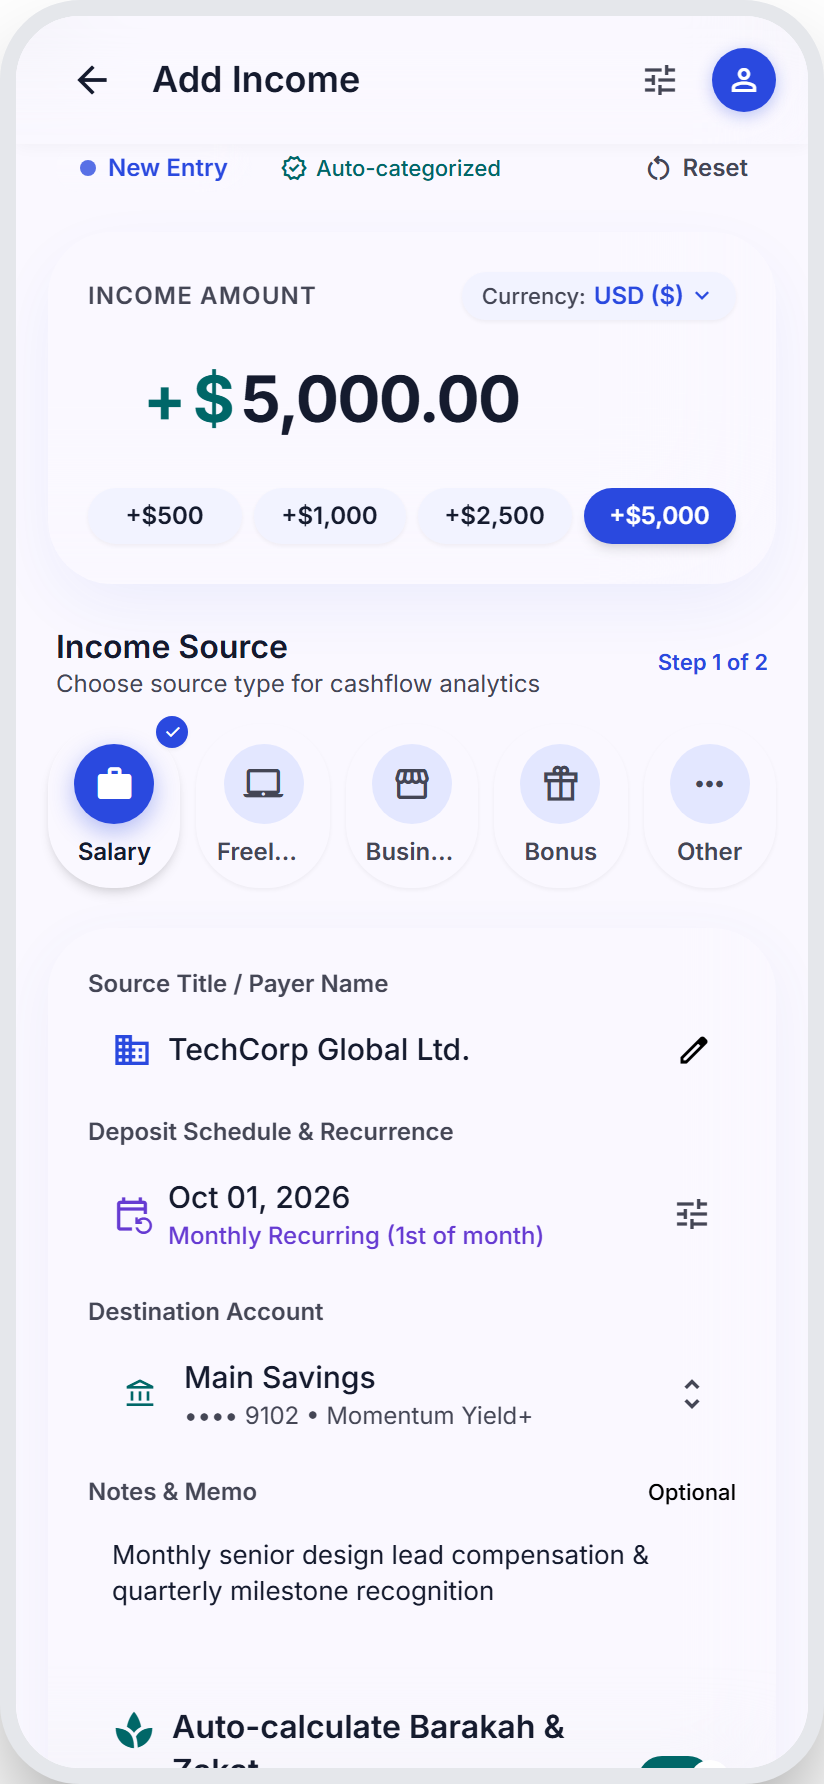 Add Income
New Entry
Auto-categorized
Reset
INCOME AMOUNT
Currency: USD ($)
+ $ 5,000.00
+$500
+$1,000
+$2,500
+$5,000
Income Source
Choose source type for cashflow analytics
Step 1 of 2
Salary
Freel...
Busin...
Bonus
Other
Source Title / Payer Name
TechCorp Global Ltd.
Deposit Schedule & Recurrence
Oct 01, 2026
Monthly Recurring (1st of month)
Destination Account
Main Savings
•••• 9102 • Momentum Yield+
Notes & Memo
Optional
Monthly senior design lead compensation &
quarterly milestone recognition
Auto-calculate Barakah &